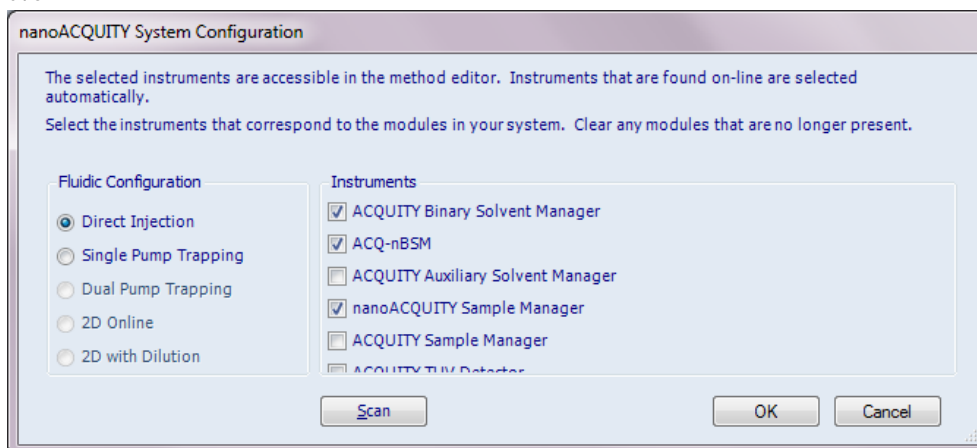 nanoACQUITY System Configuration
The selected instruments are accessible in the method editor. Instruments that are found on-line are selected
automatically.
Select the instruments that correspond to the modules in your system. Clear any modules that are no longer present.
Fluidic Configuration
Direct Injection
Single Pump Trapping
Dual Pump Trapping
2D Online
2D with Dilution
Instruments
ACQUITY Binary Solvent Manager
ACQ-nBSM
ACQUITY Auxiliary Solvent Manager
nanoACQUITY Sample Manager
ACQUITY Sample Manager
ACQUITY TUV Detector
Scan
OK
Cancel